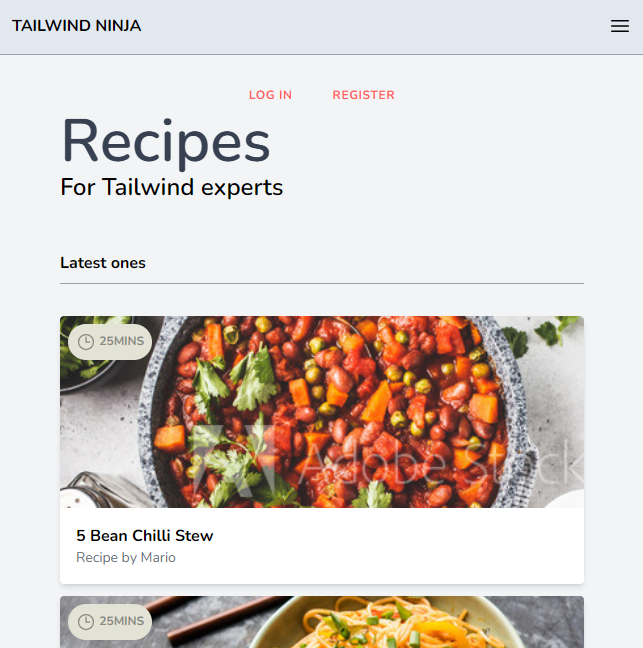 TAILWIND NINJA
LOG IN REGISTER
Recipes
For Tailwind experts
Latest ones
25MINS
Adobe Stock
5 Bean Chilli Stew
Recipe by Mario
25MINS